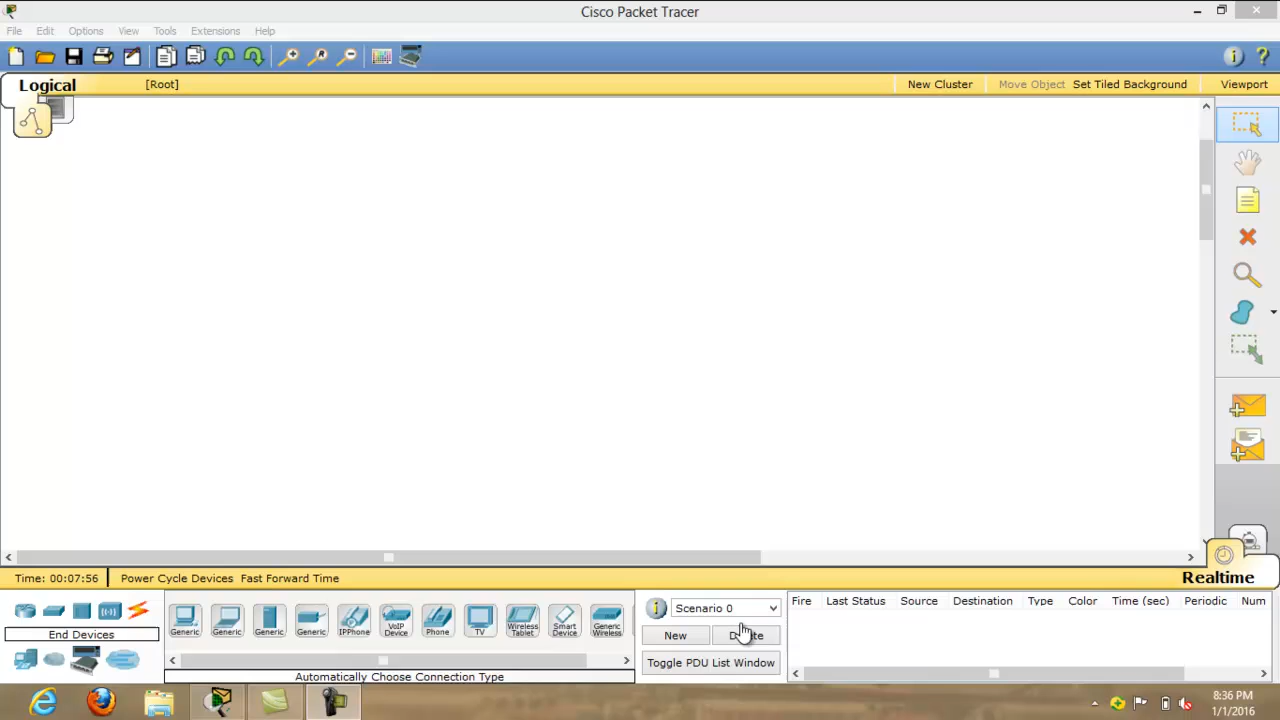 Cisco Packet Tracer
File Edit Options View Tools Extensions Help
Logical [Root] New Cluster Move Object Set Tiled Background Viewport
Time: 00:07:56 Power Cycle Devices Fast Forward Time
Realtime
End Devices
Generic Generic Generic Generic IPPhone VoIP Device Phone TV Wireless Tablet Smart Device Generic Wireless
Automatically Choose Connection Type
Scenario 0
New
Toggle PDU List Window
Fire Last Status Source Destination Type Color Time (sec) Periodic Num
8:36 PM
1/1/2016